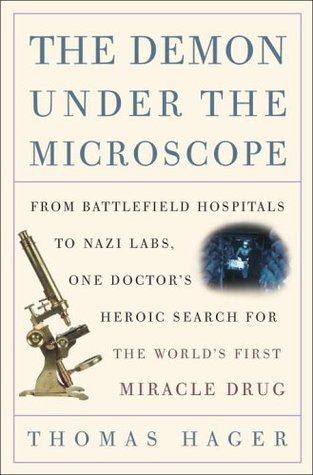 THE DEMON
UNDER THE
MICROSCOPE
FROM BATTLEFIELD HOSPITALS
TO NAZI LABS,
ONE DOCTOR'S
HEROIC SEARCH FOR
THE WORLD'S FIRST
MIRACLE DRUG
THOMAS HAGER